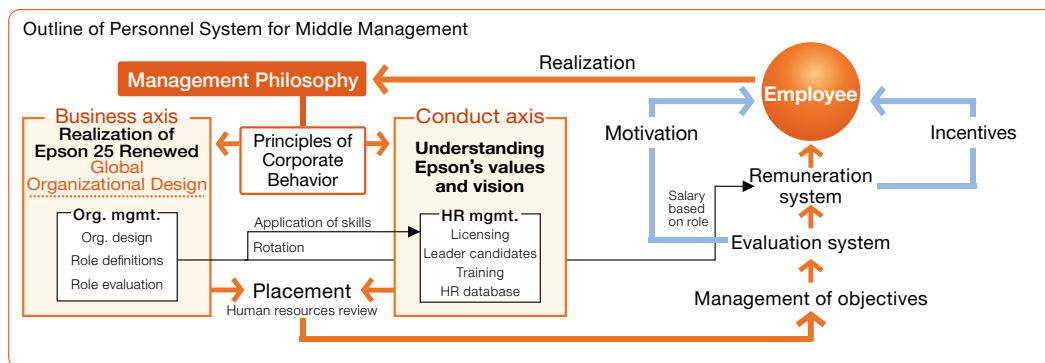 Outline of Personnel System for Middle Management
Realization
Management Philosophy
Employee
Business axis
Realization of
Epson 25 Renewed
Global
Organizational Design
Principles of
Corporate
Behavior
Conduct axis
Understanding
Epson's values
and vision
Motivation
Incentives
Remuneration
system
Salary
based
on role
Org. mgmt.
Org. design
Role definitions
Role evaluation
Application of skills
Rotation
HR mgmt.
Licensing
Leader candidates
Training
HR database
Evaluation system
Placement
Human resources review
Management of objectives